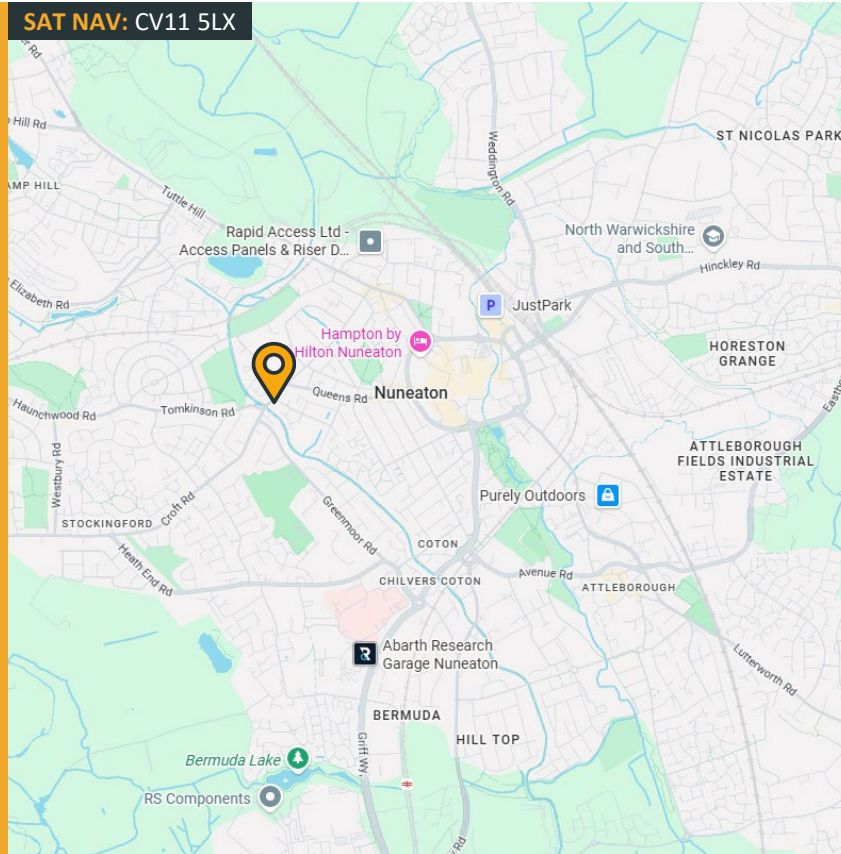 SAT NAV: CV11 5LX
Hill Rd
ST NICOLAS PARK
Weddington Rd
AMP HILL
Tuttle Hill
Rapid Access Ltd -
Access Panels & Riser D...
North Warwickshire
and South...
Hinckley Rd
Elizabeth Rd
P
JustPark
Hampton by
Hilton Nuneaton
HORESTON
GRANGE
Queens Rd
Nuneaton
Haunchwood Rd
Tomkinson Rd
ATTLEBOROUGH
FIELDS INDUSTRIAL
ESTATE
Westbury Rd
Purely Outdoors
Croft Rd
STOCKINGFORD
Greenmoor Rd
COTON
Heath End Rd
CHILVERS COTON
Avenue Rd
ATTLEBOROUGH
Abarth Research
Garage Nuneaton
Lutterworth Rd
BERMUDA
HILL TOP
Griff Wy
Bermuda Lake
RS Components
Rd